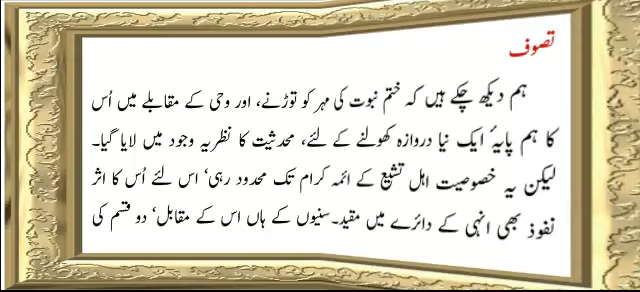 تصوف
ہم دیکھ چکے ہیں کہ ختم نبوت کی مہر کو توڑنے، اور وحی کے مقابلے میں اُس
کا ہم پایہٴ ایک نیا دروازہ کھولنے کے لئے، محدثیت کا نظریہ وجود میں لایا گیا۔
لیکن یہ خصوصیت اہل تشیع کے ائمہ کرام تک محدود رہی‘ اس لئے اُس کا اثر
نفوذ بھی انہی کے دائرے میں مقید۔سنیوں کے ہاں اس کے مقابل‘ دو قسم کی